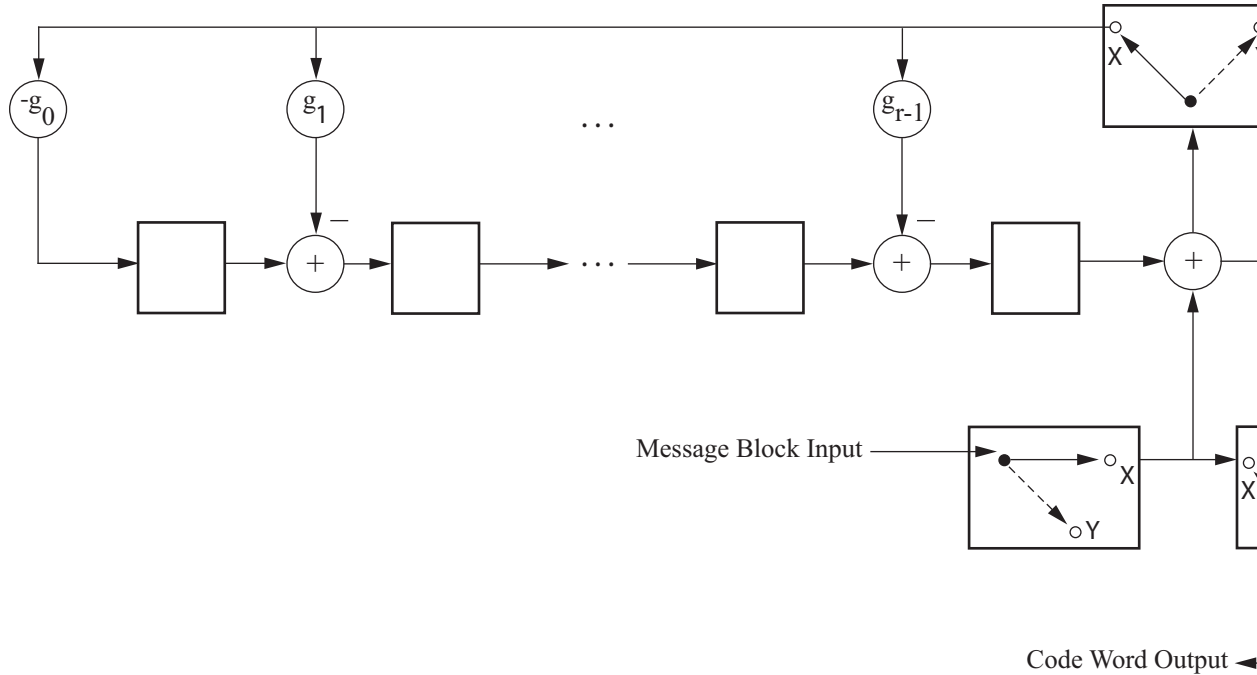 X
-g0
g1
...
gr-1
−
−
+
...
+
+
Message Block Input
X
Y
X
Code Word Output